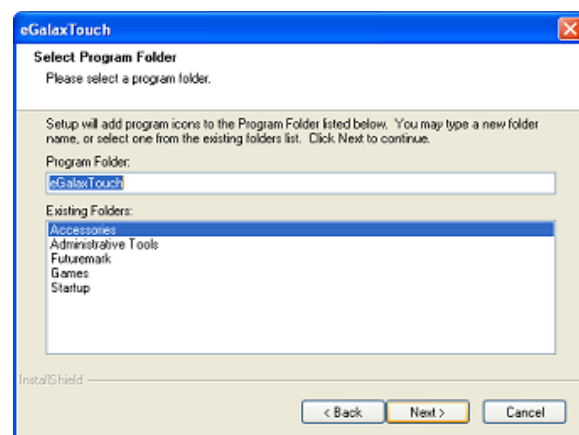 eGalaxTouch
Select Program Folder
Please select a program folder.
Setup will add program icons to the Program Folder listed below. You may type a new folder
name, or select one from the existing folders list. Click Next to continue.
Program Folder:
eGalaxTouch
Existing Folders:
Accessories
Administrative Tools
Futuremark
Games
Startup
InstallShield
< Back
Next >
Cancel